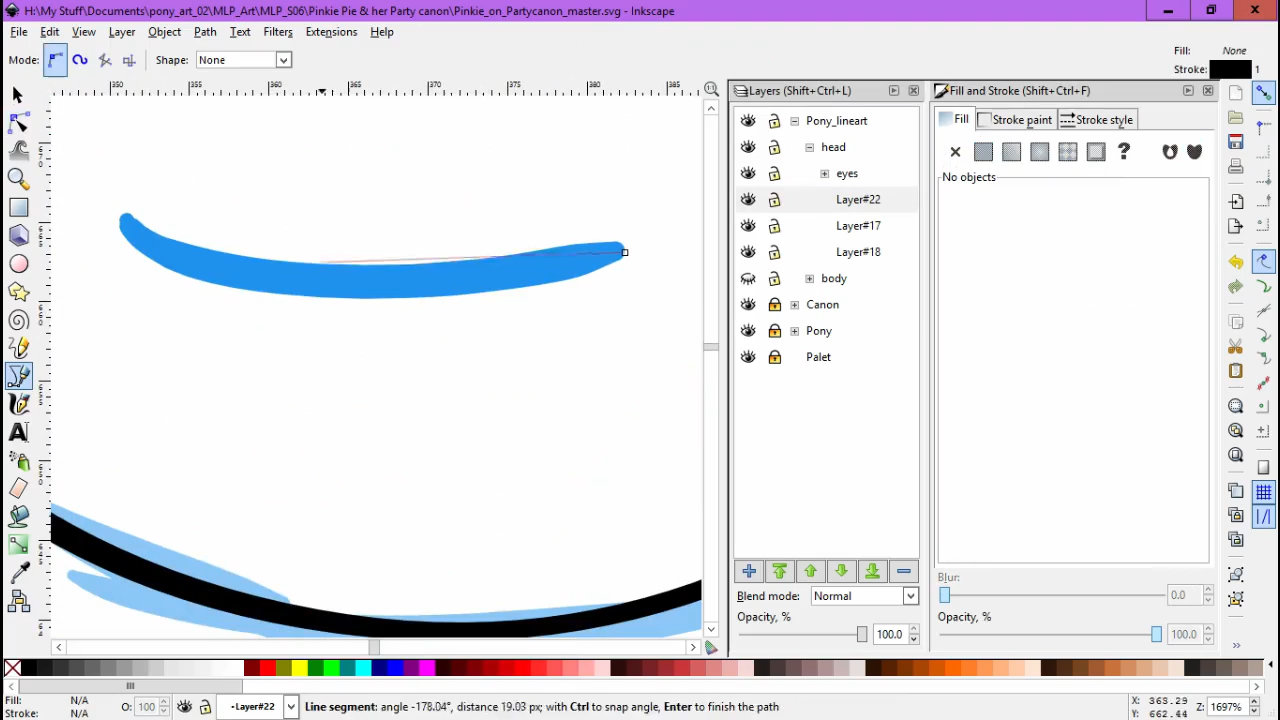 H:\My Stuff\Documents\pony_art_02\MLP_Art\MLP_S06\Pinkie Pie & her Party canon\Pinkie_on_Partycanon_master.svg - Inkscape
File Edit View Layer Object Path Text Filters Extensions Help
Mode: Shape: None Fill: None
Stroke: 1
350 355 360 365 370 375 380 385
Layers (Shift+Ctrl+L) Fill and Stroke (Shift+Ctrl+F)
Pony_lineart Fill Stroke paint Stroke style
head
eyes No objects
Layer#22
Layer#17
Layer#18
body
Canon
Pony
Palet
Blur:
Blend mode: Normal 0.0
Opacity, % Opacity, %
100.0 100.0
Fill: N/A
Stroke: N/A
O: 100 Layer#22 Line segment: angle -178.04°, distance 19.03 px; with Ctrl to snap angle, Enter to finish the path
X: 363.29
Y: 662.44
Z: 1697%